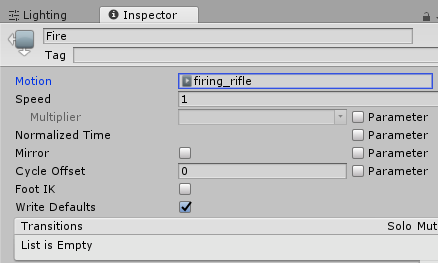 Lighting Inspector
Fire
Tag
Motion firing_rifle
Speed 1
Multiplier Parameter
Normalized Time Parameter
Mirror Parameter
Cycle Offset 0 Parameter
Foot IK
Write Defaults
Transitions Solo Mut
List is Empty